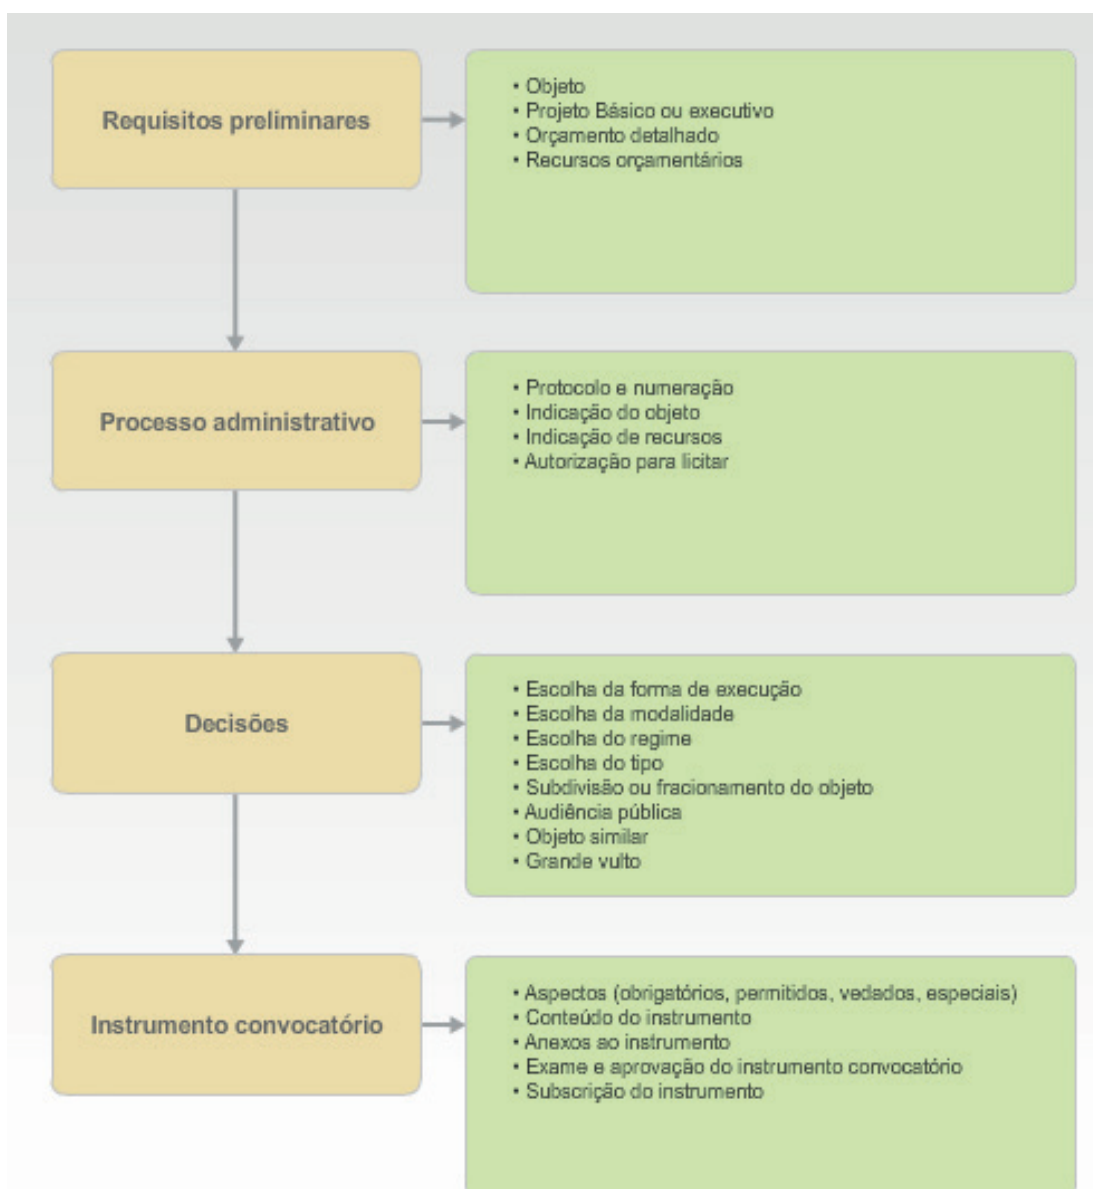 Requisitos preliminares
• Objeto
• Projeto Básico ou executivo
• Orçamento detalhado
• Recursos orçamentários
Processo administrativo
• Protocolo e numeração
• Indicação do objeto
• Indicação de recursos
• Autorização para licitar
Decisões
• Escolha da forma de execução
• Escolha da modalidade
• Escolha do regime
• Escolha do tipo
• Subdivisão ou fracionamento do objeto
• Audiência pública
• Objeto similar
• Grande vulto
Instrumento convocatório
• Aspectos (obrigatórios, permitidos, vedados, especiais)
• Conteúdo do instrumento
• Anexos ao instrumento
• Exame e aprovação do instrumento convocatório
• Subscrição do instrumento